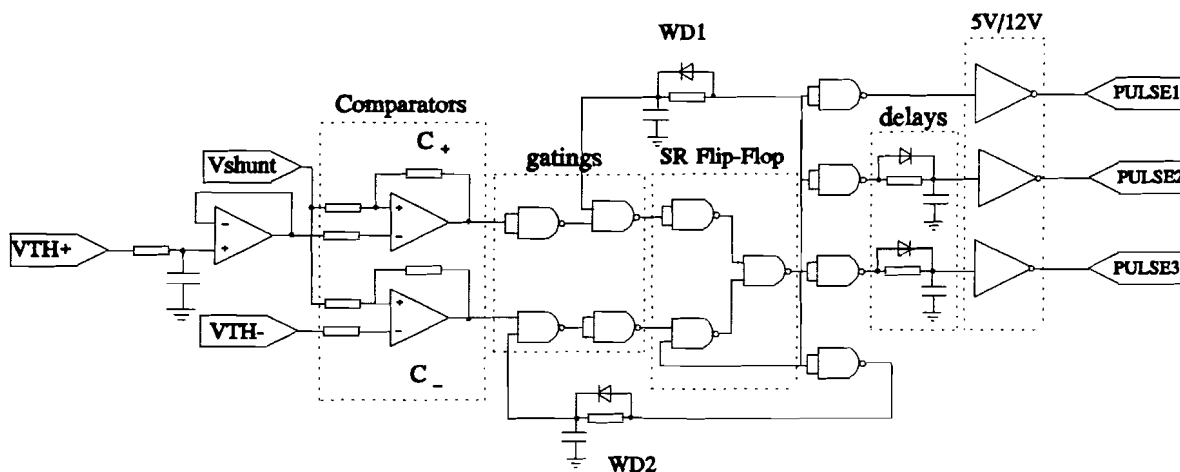 WD1
5V/12V
PULSE1
Comparators
delays
C +
Vshunt
gatings
SR Flip-Flop
PULSE2
+
-
-
+
VTH+
PULSE3
+
-
VTH-
C -
WD2